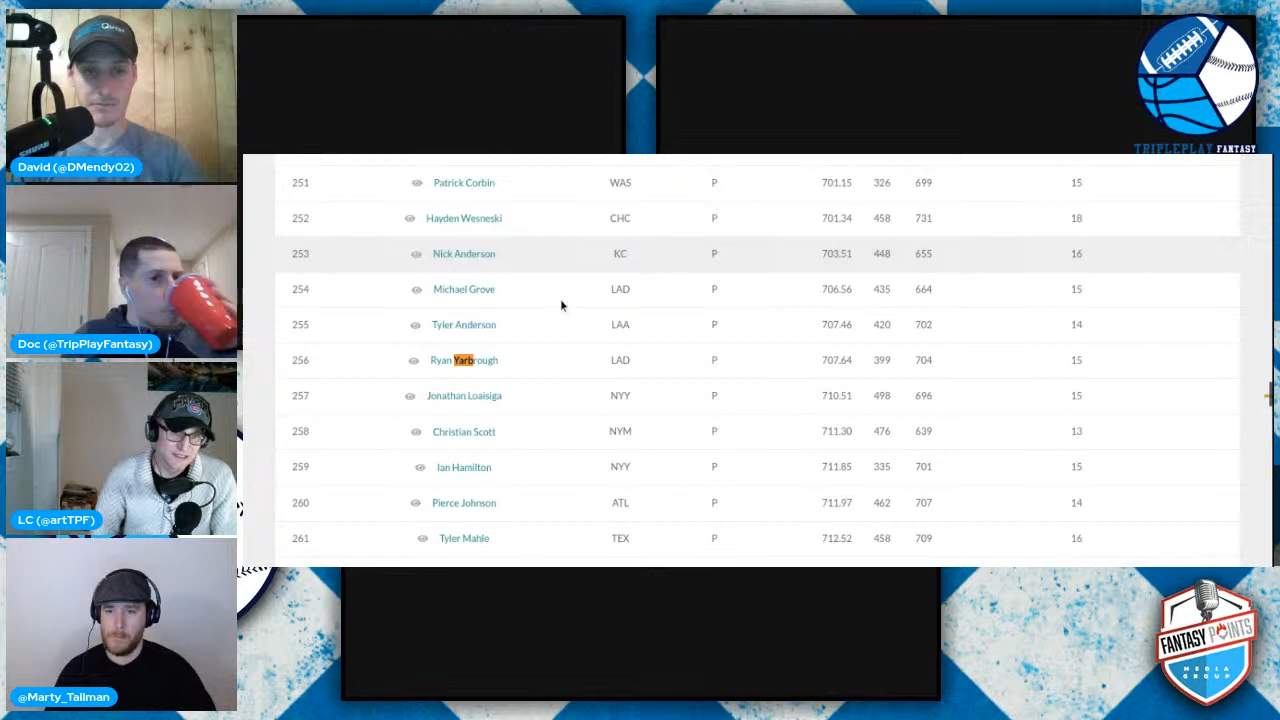 TRIPLEPLAY FANTASY
David (@DMendy02)
Doc (@TripPlayFantasy)
LC (@artTPF)
@Marty_Tallman
SHURE
251 Patrick Corbin WAS P 701.15 326 699 15
252 Hayden Wesneski CHC P 701.34 458 731 18
253 Nick Anderson KC P 703.51 448 655 16
254 Michael Grove LAD P 706.56 435 664 15
255 Tyler Anderson LAA P 707.46 420 702 14
256 Ryan Yarbrough LAD P 707.64 399 704 15
257 Jonathan Loaisiga NYY P 710.51 498 696 15
258 Christian Scott NYM P 711.30 476 639 13
259 Ian Hamilton NYY P 711.85 335 701 15
260 Pierce Johnson ATL P 711.97 462 707 14
261 Tyler Mahle TEX P 712.52 458 709 16
FANTASY POINTS
MEDIA
GROUP